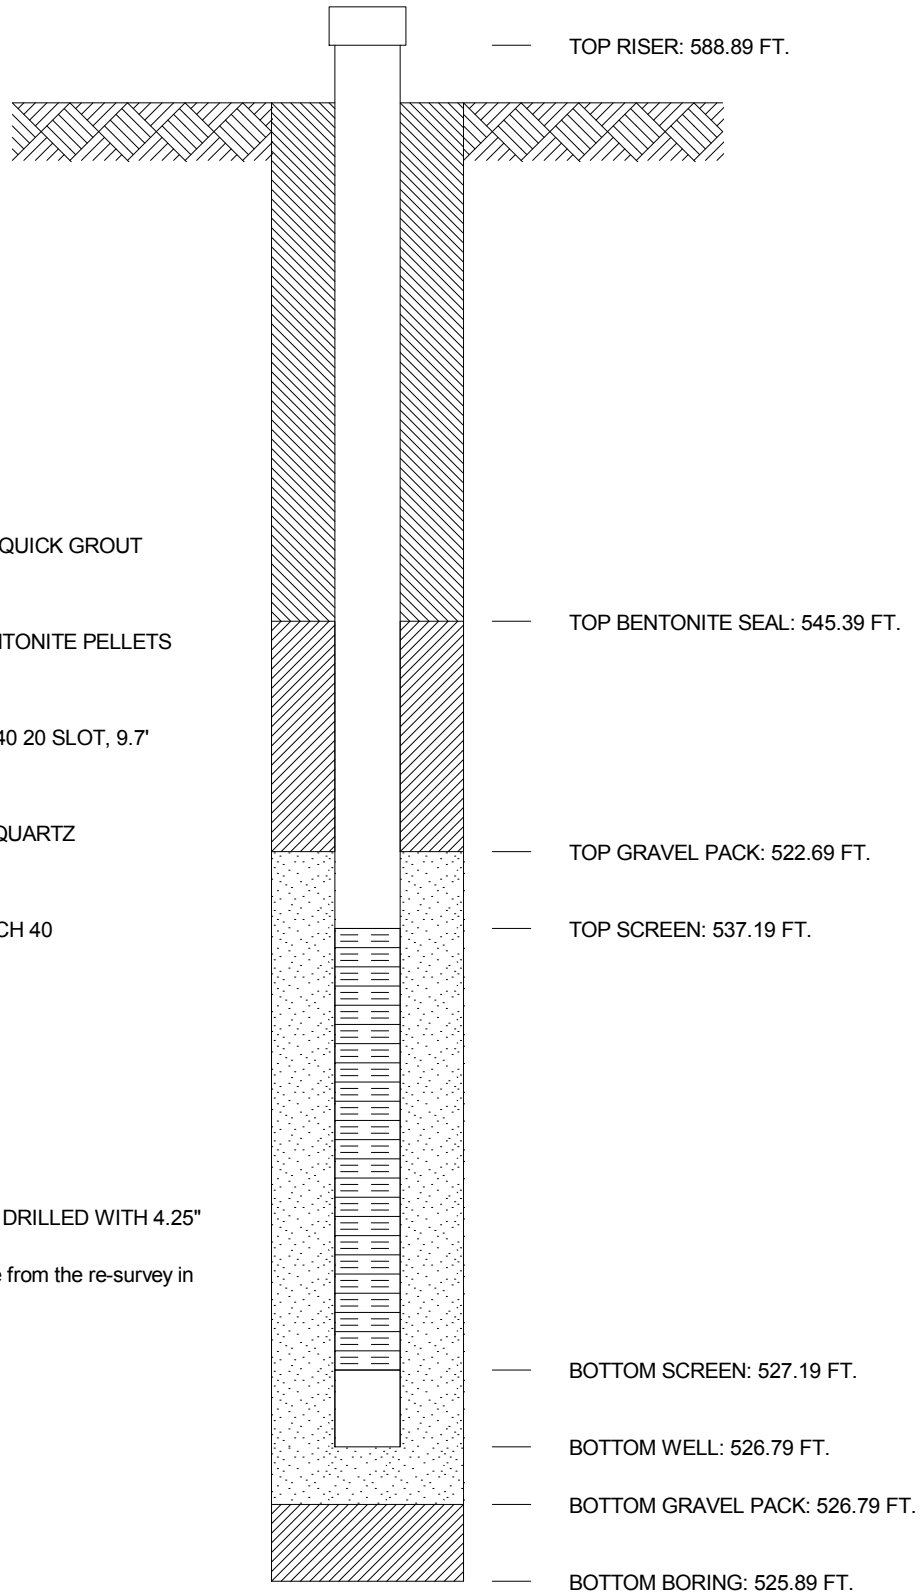 TOP RISER: 588.89 FT.
QUICK GROUT
TOP BENTONITE SEAL: 545.39 FT.
TONITE PELLETS
40 20 SLOT, 9.7'
QUARTZ
TOP GRAVEL PACK: 522.69 FT.
CH 40
TOP SCREEN: 537.19 FT.
DRILLED WITH 4.25"
from the re-survey in
BOTTOM SCREEN: 527.19 FT.
BOTTOM WELL: 526.79 FT.
BOTTOM GRAVEL PACK: 526.79 FT.
BOTTOM BORING: 525.89 FT.